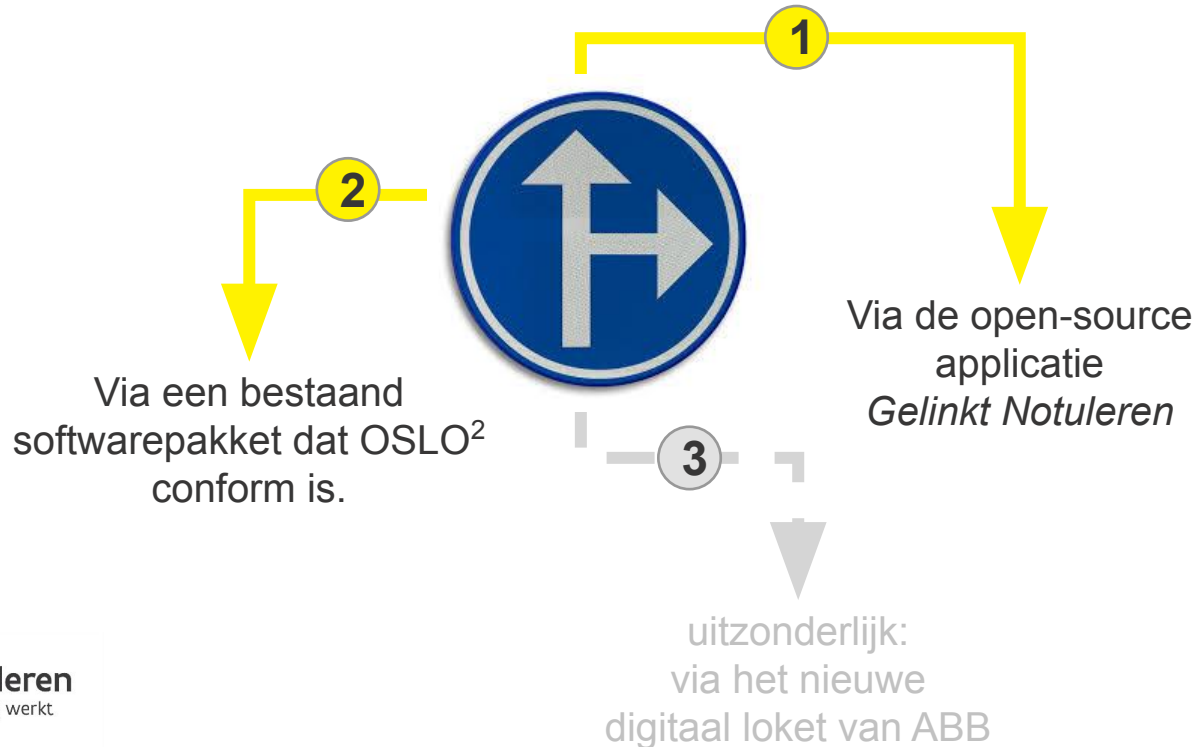 1
2
Via de open-source
applicatie
Gelinkt Notuleren
Via een bestaand
softwarepakket dat OSLO²
conform is.
3
uitzonderlijk:
via het nieuwe
digitaal loket van ABB
werkt